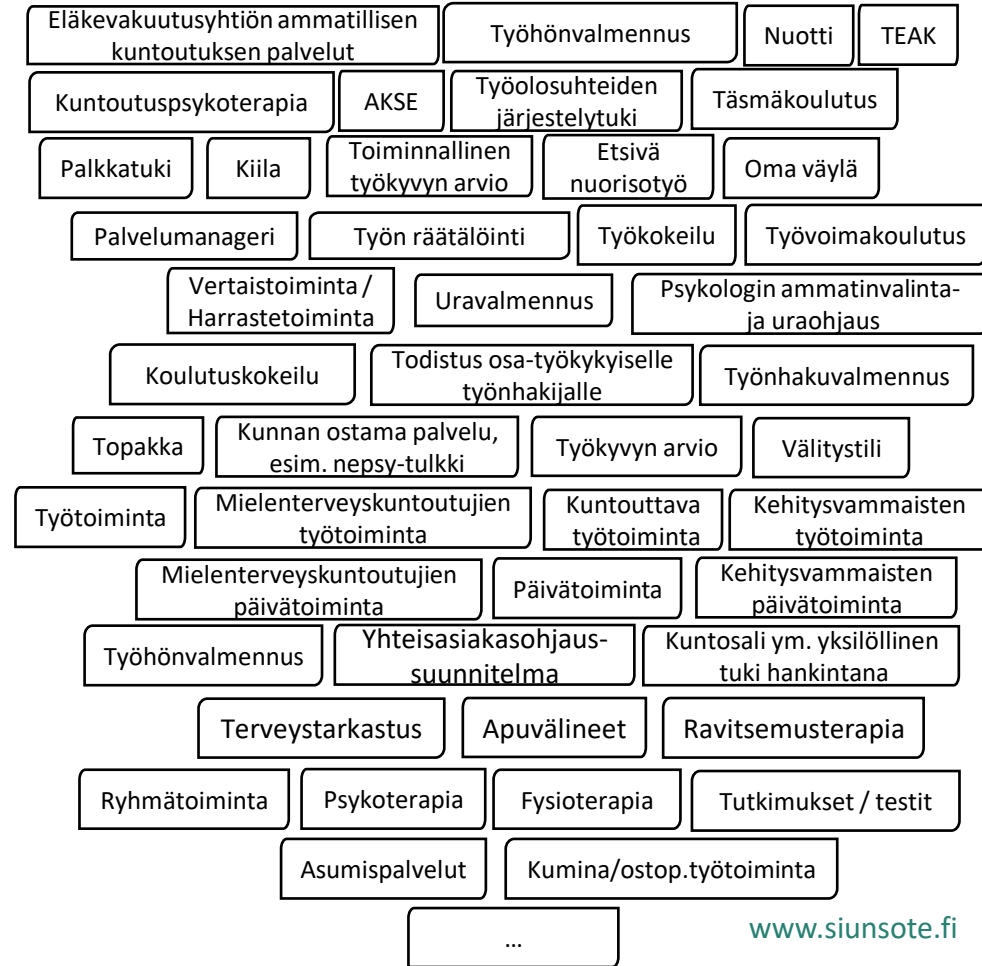 Eläkevakuutusyhtiön ammatillisen
kuntoutuksen palvelut
Työhönvalmennus
Nuotti
TEAK
Kuntoutuspsykoterapia
AKSE
Työolosuhteiden
järjestelytuki
Täsmäkoulutus
Palkkatuki
Kiila
Toiminnallinen
työkyvyn arvio
Etsivä
nuorisotyö
Oma väylä
Palvelumanageri
Työn räätälöinti
Työkokeilu
Työvoimakoulutus
Vertaistoiminta /
Harrastetoiminta
Uravalmennus
Psykologin ammatinvalinta-
ja uraohjaus
Koulutuskokeilu
Todistus osa-työkykyiselle
työnhakijalle
Työnhakuvalmennus
Topakka
Kunnan ostama palvelu,
esim. nepsy-tulkki
Työkyvyn arvio
Välitystili
Työtoiminta
Mielenterveyskuntoutujien
työtoiminta
Kuntouttava
työtoiminta
Kehitysvammaisten
työtoiminta
Mielenterveyskuntoutujien
päivätoiminta
Päivätoiminta
Kehitysvammaisten
päivätoiminta
Työhönvalmennus
Yhteisasiakasohjaus-
suunnitelma
Kuntosali ym. yksilöllinen
tuki hankintana
Terveystarkastus
Apuvälineet
Ravitsemusterapia
Ryhmätoiminta
Psykoterapia
Fysioterapia
Tutkimukset / testit
Asumispalvelut
Kumina/ostop.työtoiminta
...
www.siunsote.fi